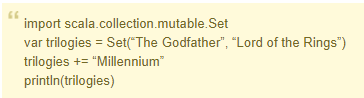 import scala.collection.mutable.Set
var trilogies = Set(“The Godfather”, “Lord of the Rings”)
trilogies += “Millennium”
println(trilogies)